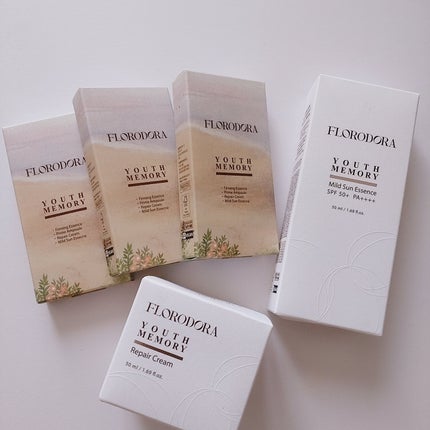 FLORODORA
YOUTH
MEMORY
• Firming Essence
• Prime Ampoule
• Repair Cream
• Mild Sun Essence
FLORODORA
YOUTH
MEMORY
• Firming Essence
• Prime Ampoule
• Repair Cream
• Mild Sun Essence
FLORODORA
YOUTH
MEMORY
• Firming Essence
• Prime Ampoule
• Repair Cream
• Mild Sun Essence
FLORODORA
YOUTH
MEMORY
Mild Sun Essence
SPF 50+ PA++++
50 ml / 1.69 fl.oz.
FLORODORA
YOUTH
MEMORY
Repair Cream
50 ml / 1.69 fl.oz.